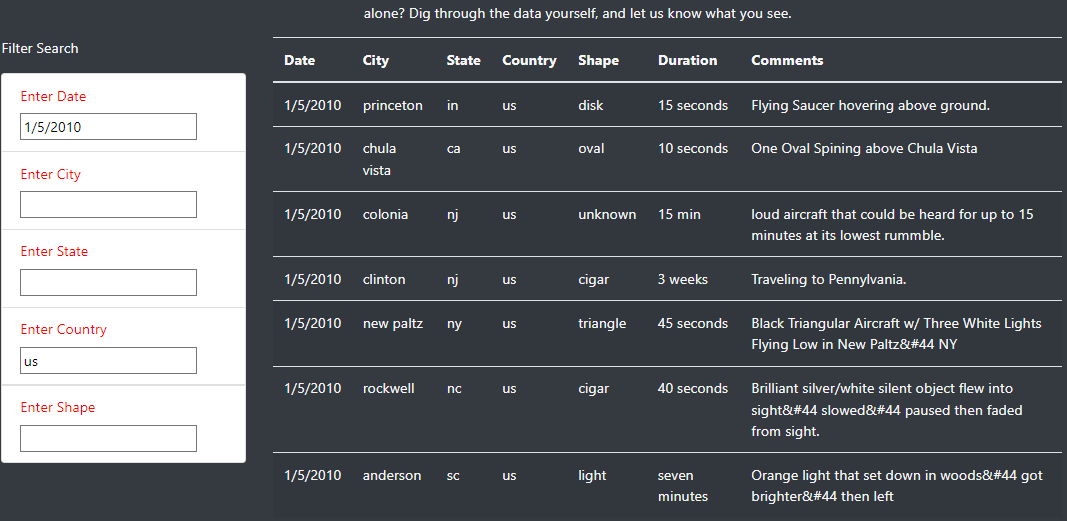 alone? Dig through the data yourself, and let us know what you see.
Filter Search
Enter Date
1/5/2010
Enter City
Enter State
Enter Country
us
Enter Shape
Date City State Country Shape Duration Comments
1/5/2010 princeton in us disk 15 seconds Flying Saucer hovering above ground.
1/5/2010 chula ca us oval 10 seconds One Oval Spining above Chula Vista
vista
1/5/2010 colonia nj us unknown 15 min loud aircraft that could be heard for up to 15
minutes at its lowest rummble.
1/5/2010 clinton nj us cigar 3 weeks Traveling to Pennylvania.
1/5/2010 new paltz ny us triangle 45 seconds Black Triangular Aircraft w/ Three White Lights
Flying Low in New Paltz&#44 NY
1/5/2010 rockwell nc us cigar 40 seconds Brilliant silver/white silent object flew into
sight&#44 slowed&#44 paused then faded
from sight.
1/5/2010 anderson sc us light seven Orange light that set down in woods&#44 got
minutes brighter&#44 then left